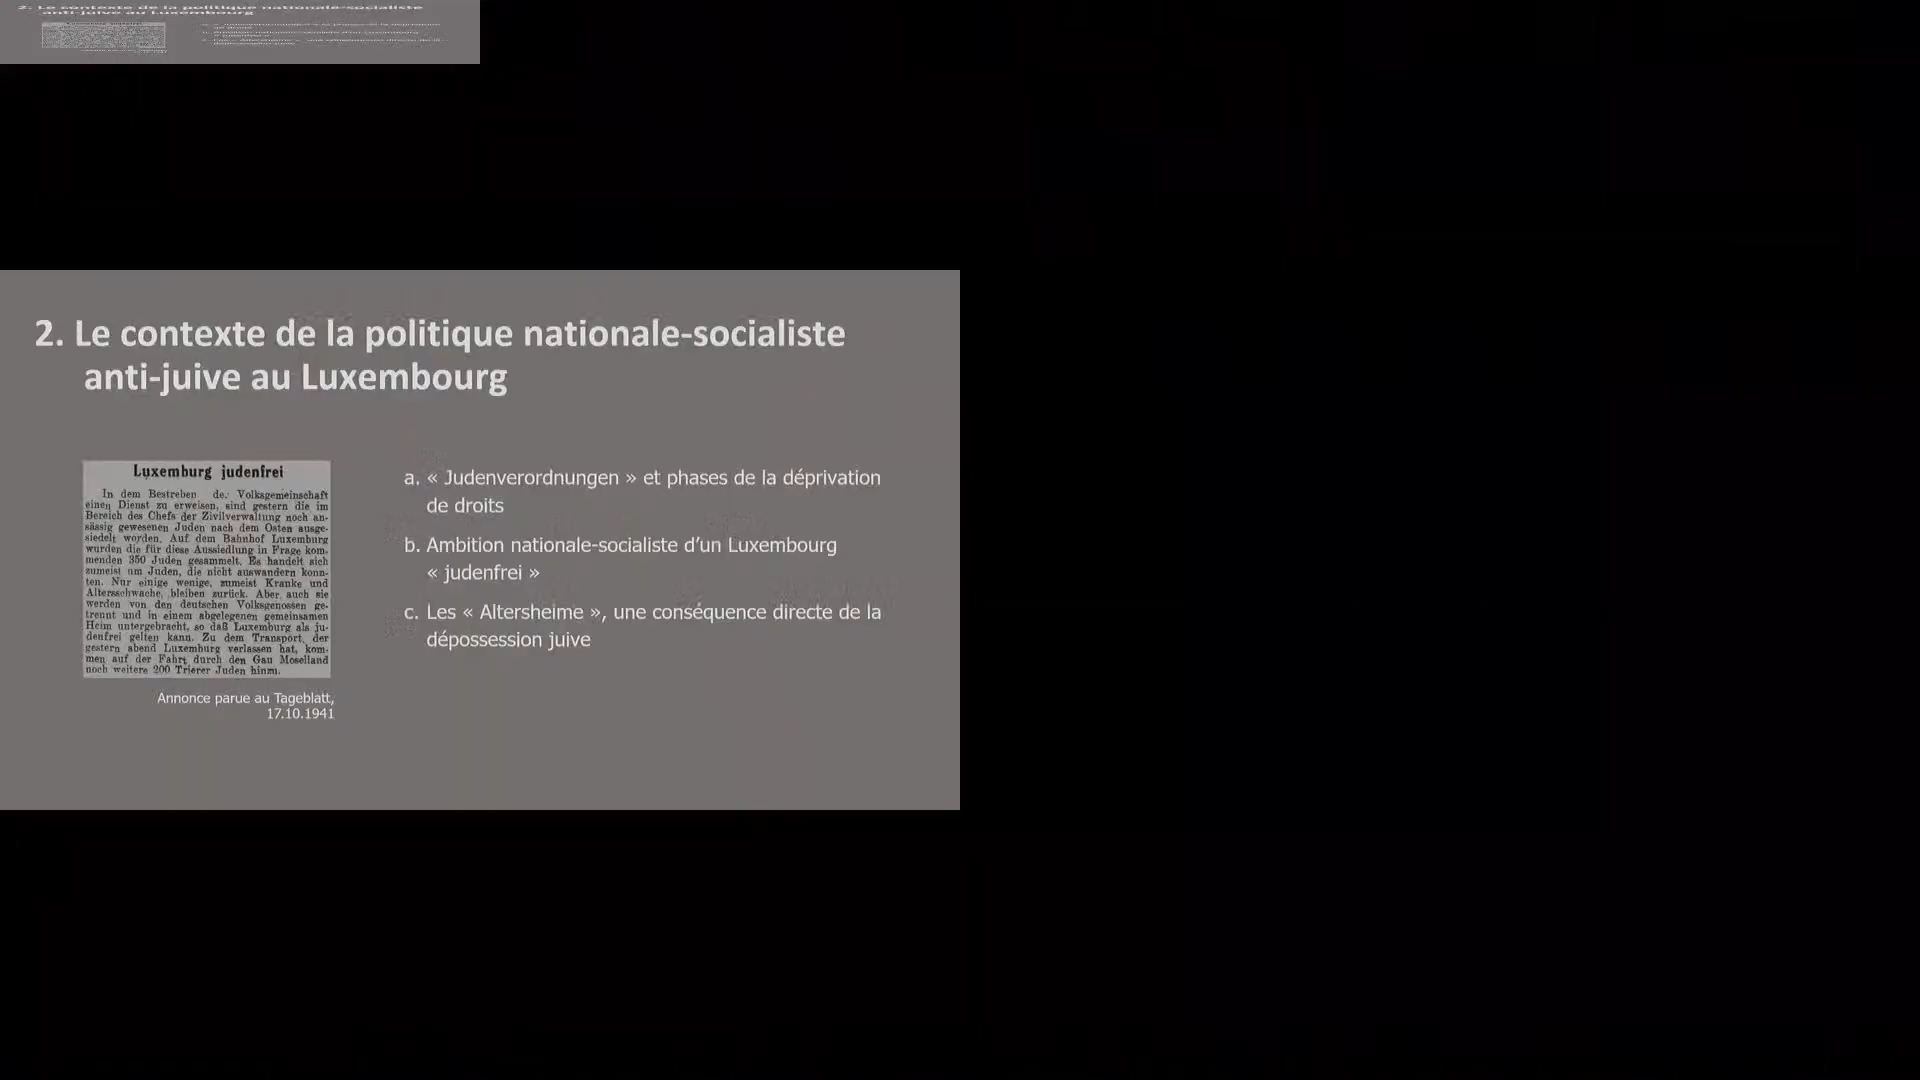 2. Le contexte de la politique nationale-socialiste
anti-juive au Luxembourg
Luxemburg judenfrei
In dem Bestreben de. Volksgemeinschaft
einen Dienst zu erweisen, sind gestern die im
Bereich des Chefs der Zivilverwaltung noch an-
sässig gewesenen Juden nach dem Osten ausge-
siedelt worden. Auf dem Bahnhof Luxemburg
wurden die für diese Aussiedlung in Frage kom-
menden 350 Juden gesammelt. Es handelt sich
zumeist um Juden, die nicht auswandern konn-
ten. Nur einige wenige, zumeist Kranke und
Altersschwache, bleiben zurück. Aber auch sie
werden von den deutschen Volksgenossen ge-
trennt und in einem abgelegenen gemeinsamen
Heim untergebracht, so daß Luxemburg als ju-
denfrei gelten kann. Zu dem Transport, der
gestern abend Luxemburg verlassen hat, kom-
men auf der Fahrt durch den Gau Moselland
noch weitere 200 Trierer Juden hinzu.
Annonce parue au Tageblatt,
17.10.1941
a. « Judenverordnungen » et phases de la déprivation
de droits
b. Ambition nationale-socialiste d’un Luxembourg
« judenfrei »
c. Les « Altersheime », une conséquence directe de la
dépossession juive